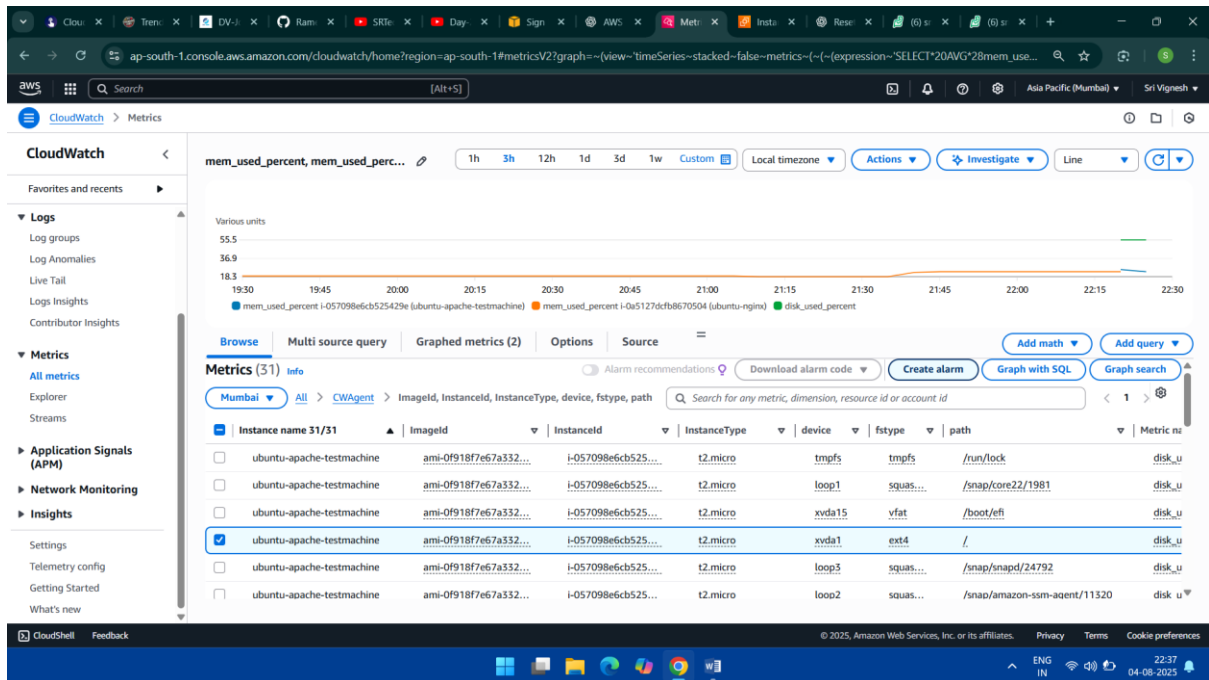 Clou
Trenc
DV-J
Ram
SRTe
Day-
Sign
AWS
Metr
Insta
Rese
(6) s
(6) s
ap-south-1.console.aws.amazon.com/cloudwatch/home?region=ap-south-1#metricsV2?graph=~(view~'timeSeries~stacked~false~metrics~(~(~(expression~'SELECT*20AVG*28mem_use...
S
aws
Search
[Alt+S]
Asia Pacific (Mumbai)
Sri Vignesh
CloudWatch > Metrics
CloudWatch
Favorites and recents
Logs
Log groups
Log Anomalies
Live Tail
Logs Insights
Contributor Insights
Metrics
All metrics
Explorer
Streams
Application Signals
(APM)
Network Monitoring
Insights
Settings
Telemetry config
Getting Started
What's new
mem_used_percent, mem_used_perc...
1h 3h 12h 1d 3d 1w Custom
Local timezone
Actions
Investigate
Line
Various units
55.5
36.9
18.3
19:30 19:45 20:00 20:15 20:30 20:45 21:00 21:15 21:30 21:45 22:00 22:15 22:30
mem_used_percent i-057098e6cb525429e (ubuntu-apache-testmachine) mem_used_percent i-0a5127dcfb8670504 (ubuntu-nginx) disk_used_percent
Browse Multi source query Graphed metrics (2) Options Source
Add math Add query
Metrics (31) Info
Alarm recommendations
Download alarm code
Create alarm
Graph with SQL
Graph search
Mumbai All > CWAgent > ImageId, InstanceId, InstanceType, device, fstype, path
Search for any metric, dimension, resource id or account id
1
Instance name 31/31 ImageId InstanceId InstanceType device fstype path Metric na
ubuntu-apache-testmachine ami-0f918f7e67a332... i-057098e6cb525... t2.micro tmpfs tmpfs /run/lock disk_u
ubuntu-apache-testmachine ami-0f918f7e67a332... i-057098e6cb525... t2.micro loop1 squas... /snap/core22/1981 disk_u
ubuntu-apache-testmachine ami-0f918f7e67a332... i-057098e6cb525... t2.micro xvda15 vfat /boot/efi disk_u
ubuntu-apache-testmachine ami-0f918f7e67a332... i-057098e6cb525... t2.micro xvda1 ext4 / disk_u
ubuntu-apache-testmachine ami-0f918f7e67a332... i-057098e6cb525... t2.micro loop3 squas... /snap/snapd/24792 disk_u
ubuntu-apache-testmachine ami-0f918f7e67a332... i-057098e6cb525... t2.micro loop2 squas... /snap/amazon-ssm-agent/11320 disk_u
CloudShell Feedback
© 2025, Amazon Web Services, Inc. or its affiliates. Privacy Terms Cookie preferences
ENG
IN
22:37
04-08-2025